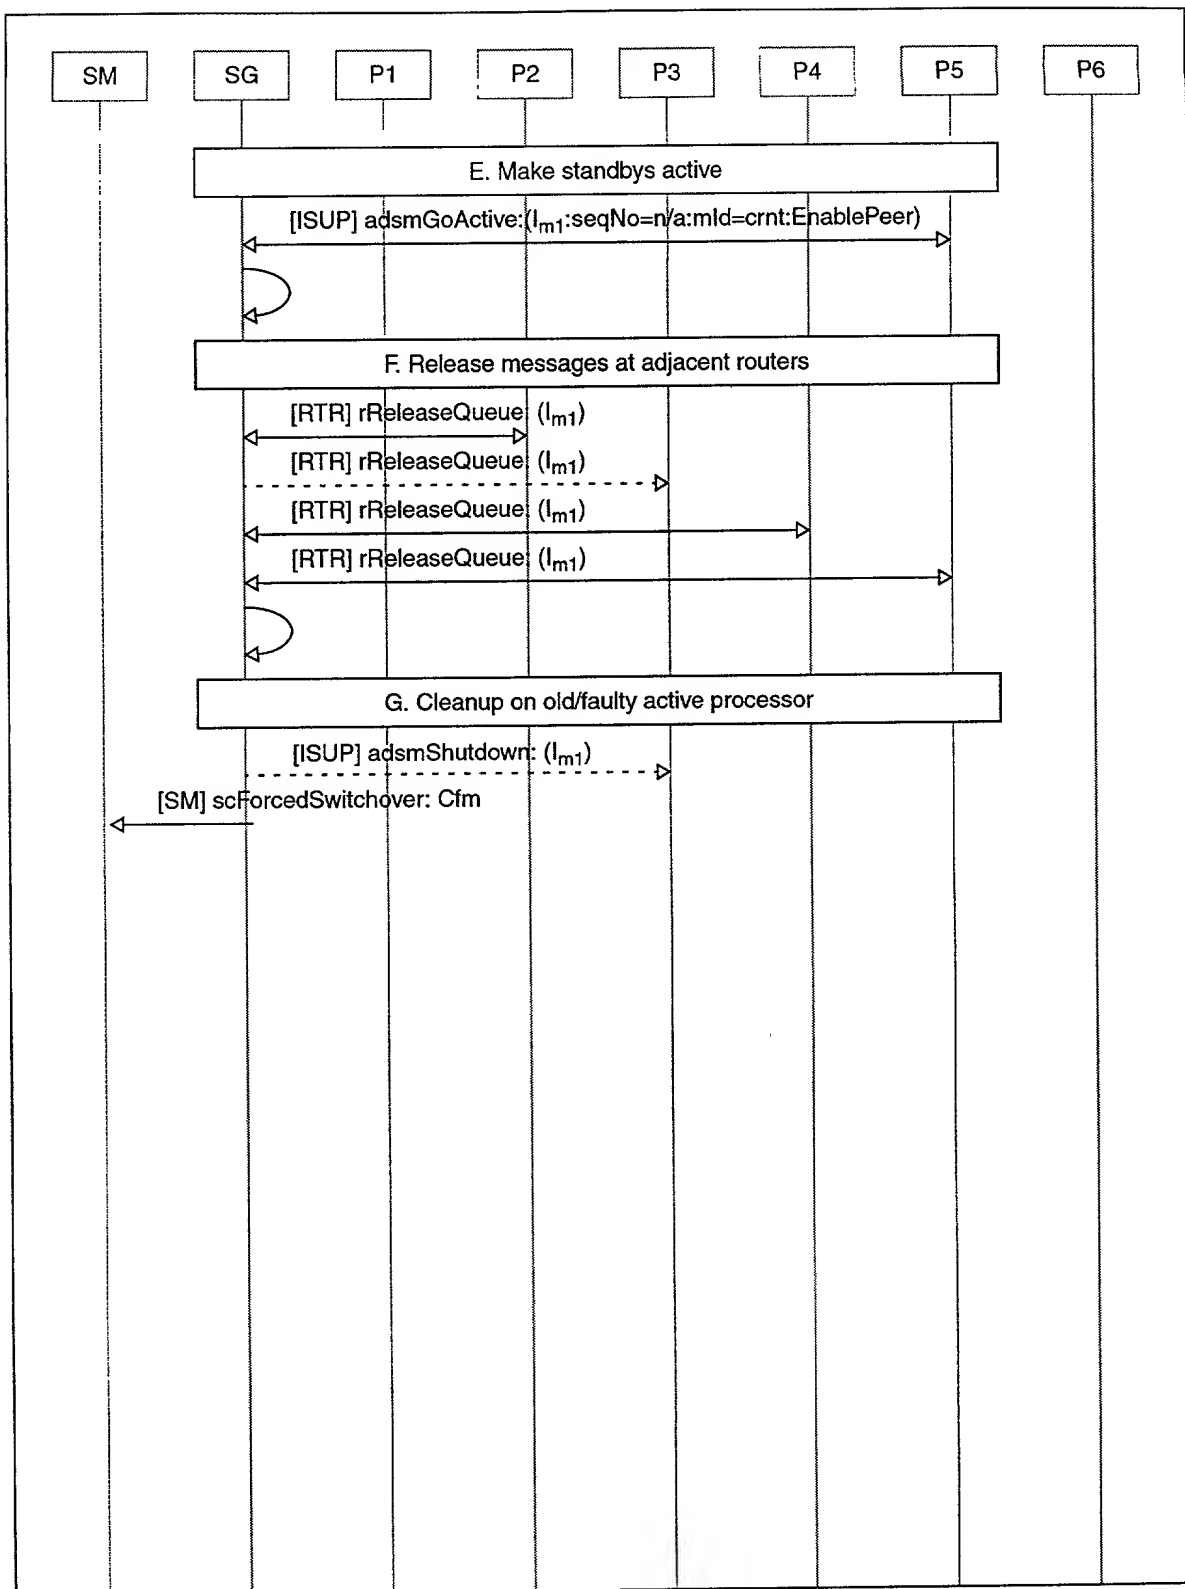 SM SG P1 P2 P3 P4 P5 P6
E. Make standbys active
[ISUP] adsmGoActive:(Im1:seqNo=n/a:mId=crnt:EnablePeer)
F. Release messages at adjacent routers
[RTR] rReleaseQueue: (Im1)
[RTR] rReleaseQueue: (Im1)
[RTR] rReleaseQueue: (Im1)
[RTR] rReleaseQueue: (Im1)
G. Cleanup on old/faulty active processor
[ISUP] adsmShutdown: (Im1)
[SM] scForcedSwitchover: Cfm